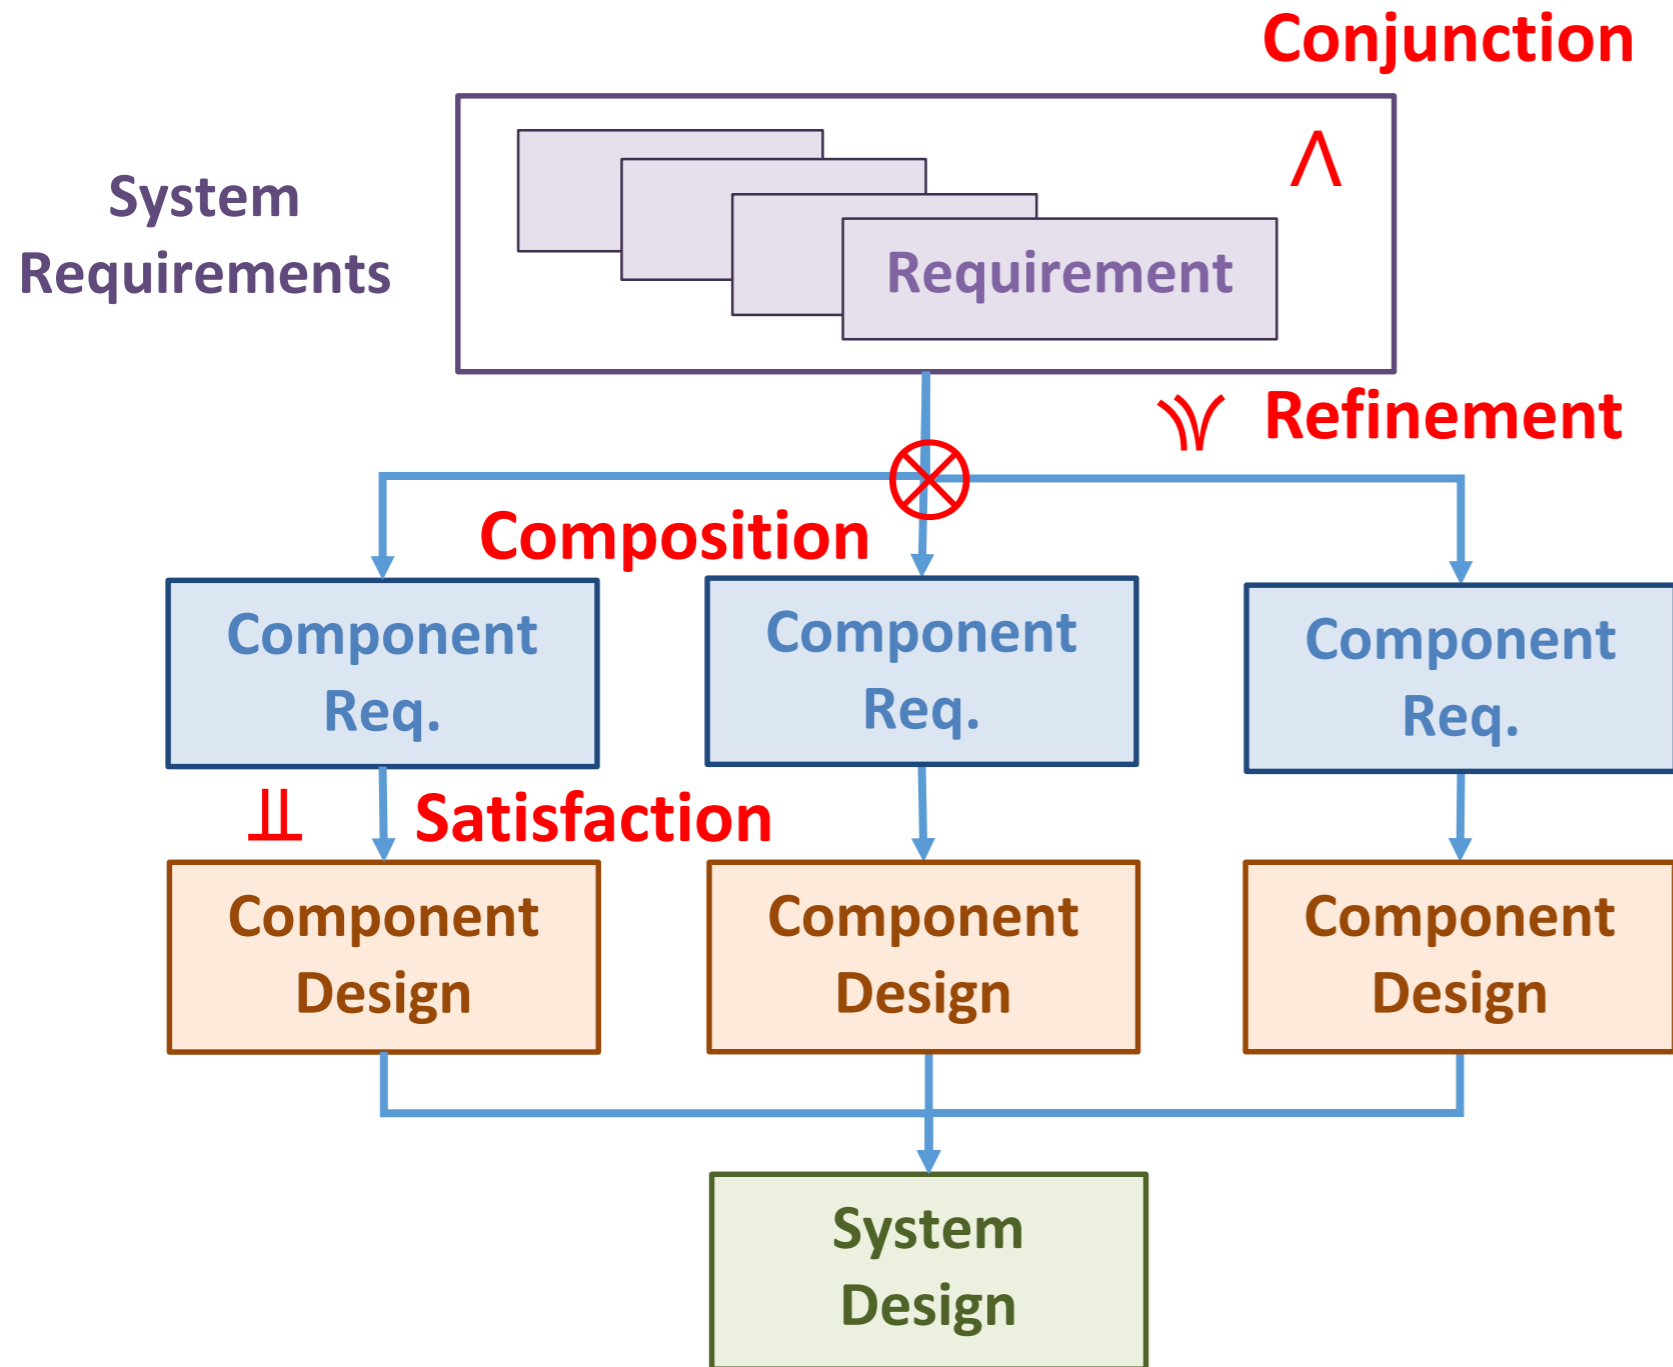 Conjunction
∧
System
Requirements
Requirement
Refinement
⊗
Composition
Component
Req.
Component
Req.
Component
Req.
⫫
Satisfaction
Component
Design
Component
Design
Component
Design
System
Design